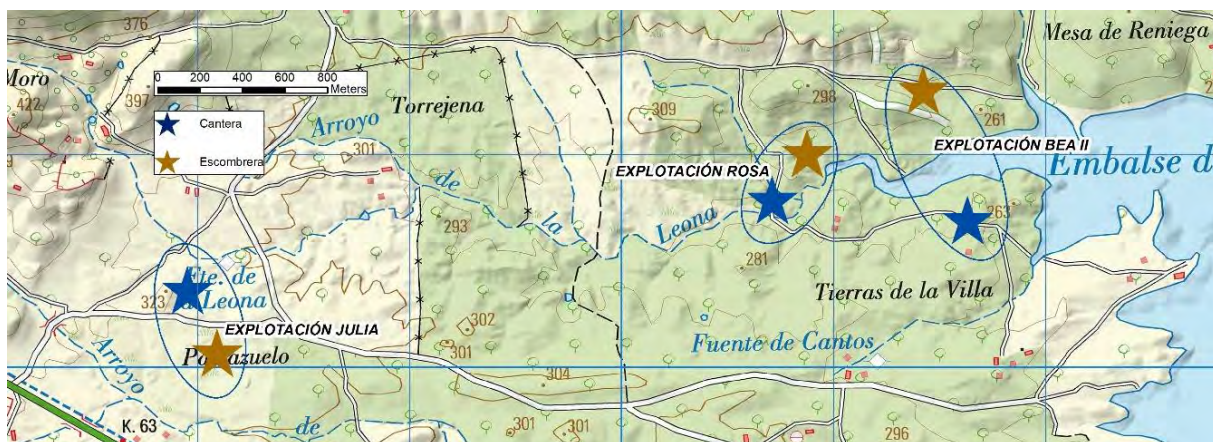 376
Mesa de Reniega
Moro
422
397
0 200 400 600 800
Meters
Cantera
Escombrera
Torrejena
Arroyo
de
la
Leona
301
309
298
261
EXPLOTACIÓN BEA II
Embalse d
EXPLOTACIÓN ROSA
293
263
281
Tierras de la Villa
323
Fte. de
Leona
EXPLOTACIÓN JULIA
302
301
304
Fuente de Cantos
Arroyo
de
K. 63
301
301
296